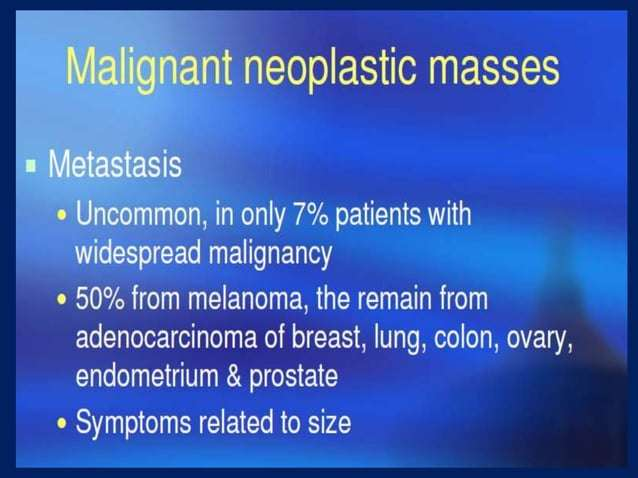 Malignant neoplastic masses
Metastasis
Uncommon, in only 7% patients with
widespread malignancy
50% from melanoma, the remain from
adenocarcinoma of breast, lung, colon, ovary,
endometrium & prostate
Symptoms related to size